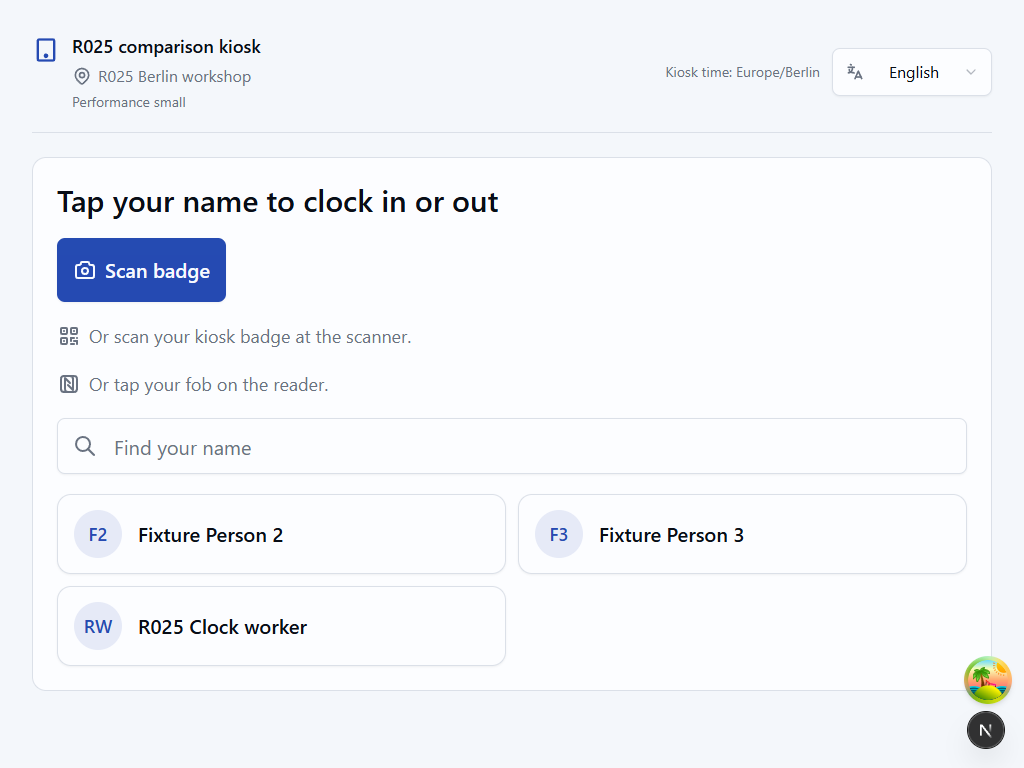 R025 comparison kiosk
R025 Berlin workshop
Performance small
Kiosk time: Europe/Berlin
English
Tap your name to clock in or out
Scan badge
Or scan your kiosk badge at the scanner.
Or tap your fob on the reader.
Find your name
F2
Fixture Person 2
F3
Fixture Person 3
RW
R025 Clock worker
N